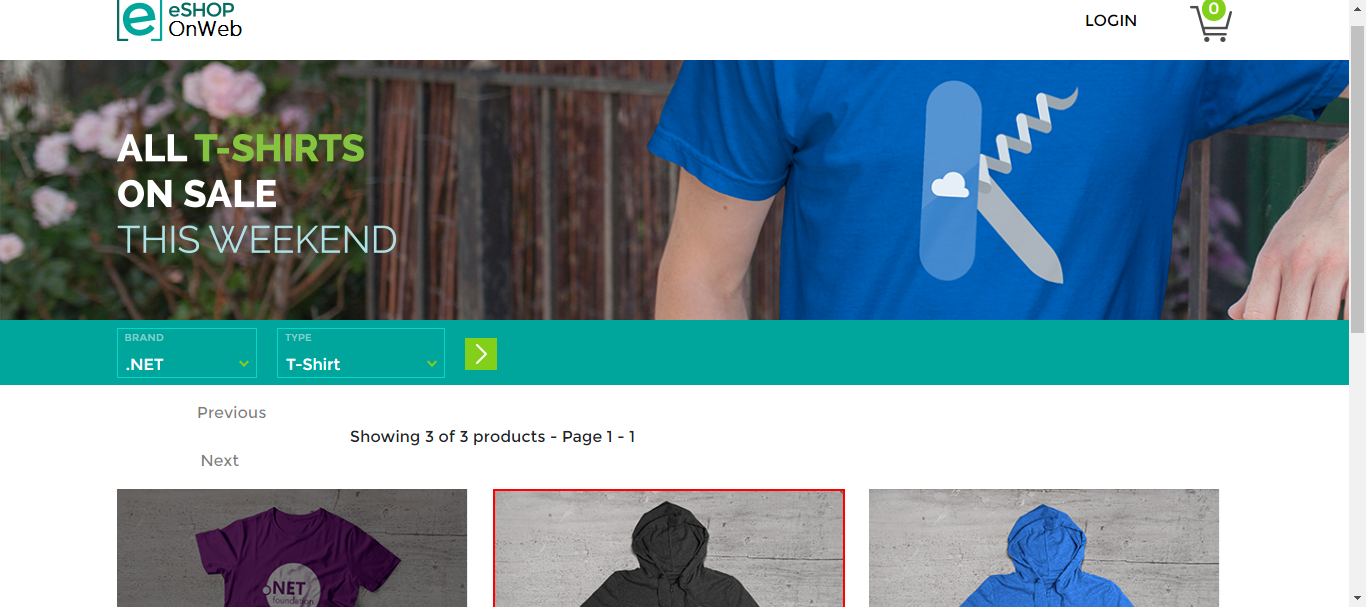 eSHOP
OnWeb
LOGIN
0
ALL T-SHIRTS
ON SALE
THIS WEEKEND
BRAND
.NET
TYPE
T-Shirt
Previous
Showing 3 of 3 products - Page 1 - 1
Next
.NET
foundation